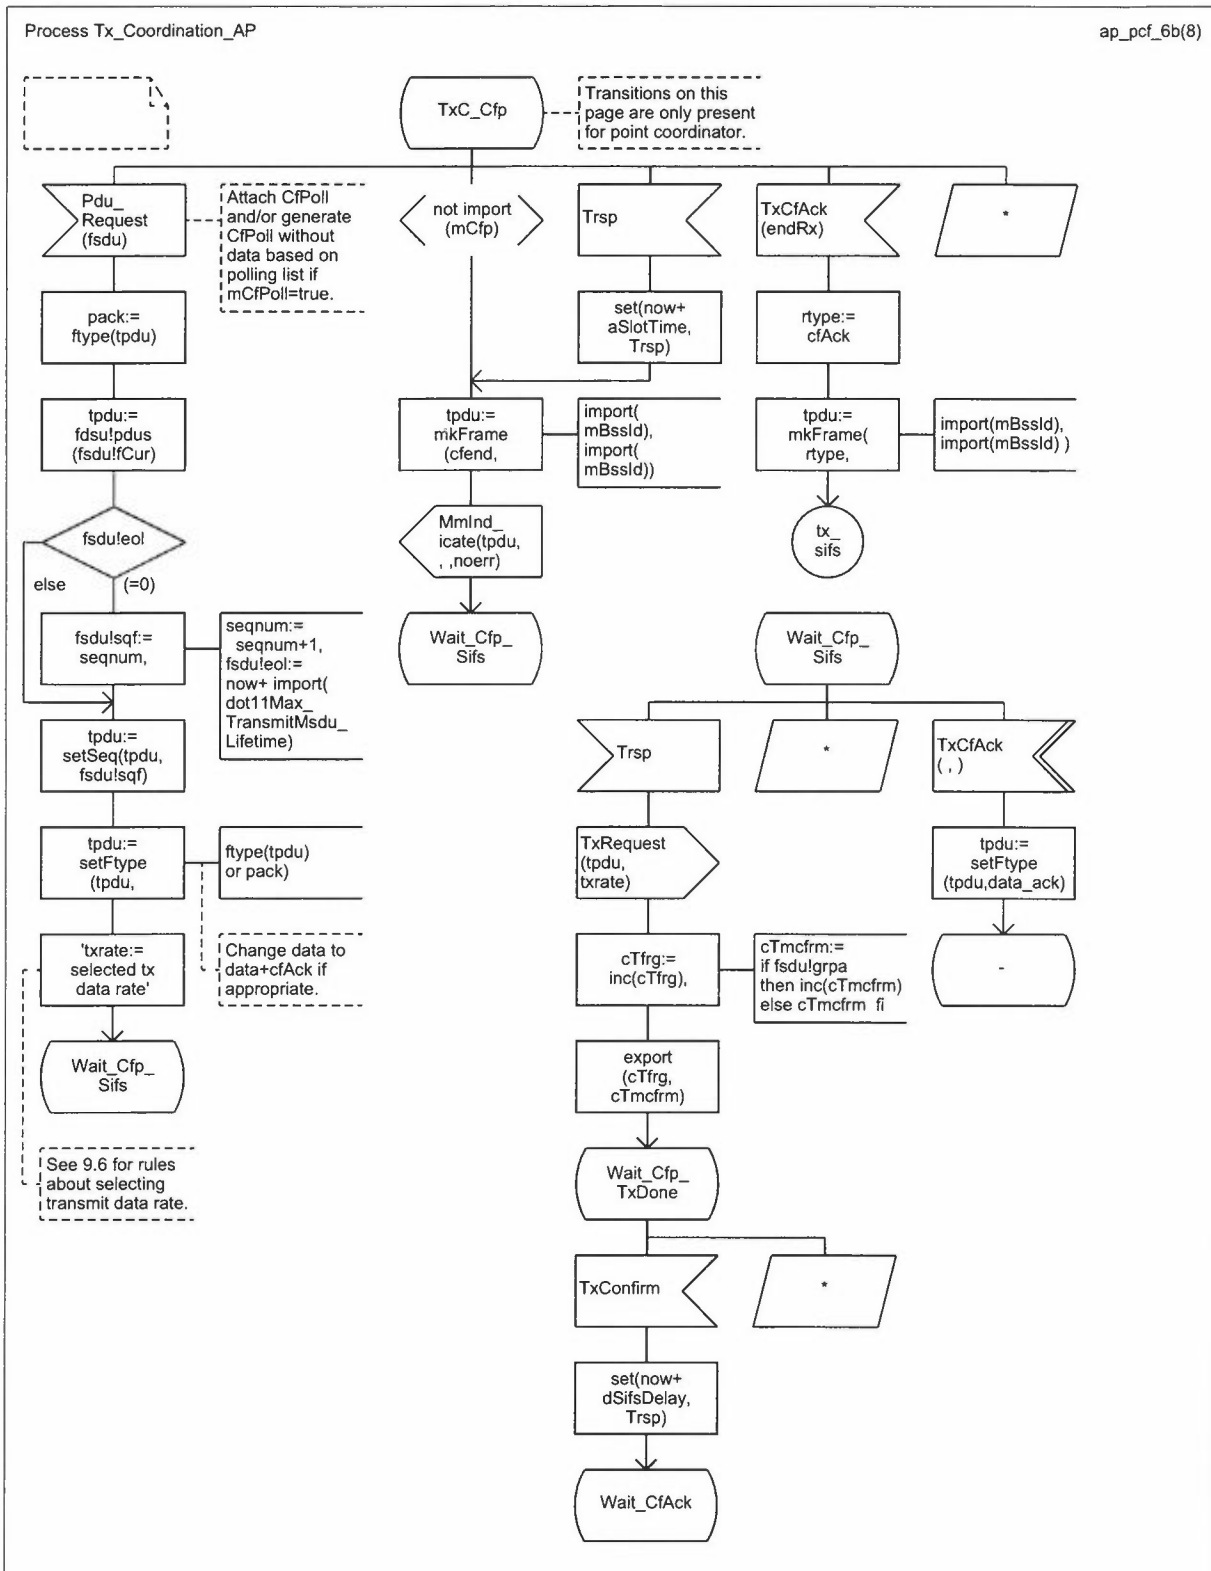 Process Tx_Coordination_AP
ap_pcf_6b(8)
TxC_Cfp
Transitions on this
page are only present
for point coordinator.
Pdu_
Request
(fsdu)
Attach CfPoll
and/or generate
CfPoll without
data based on
polling list if
mCfPoll=true.
not import
(mCfp)
Trsp
TxCfAck
(endRx)
*
pack:=
ftype(tpdu)
set(now+
aSlotTime,
Trsp)
rtype:=
cfAck
tpdu:=
fdsu!pdus
(fsdu!fCur)
tpdu:=
mkFrame
(cfend,
import(
mBssId),
import(
mBssId))
tpdu:=
mkFrame(
rtype,
import(mBssId),
import(mBssId) )
fsdu!eol
else
(=0)
MmInd_
icate(tpdu,
, ,noerr)
tx_
sifs
fsdu!sqf:=
seqnum,
seqnum:=
seqnum+1,
fsdu!eol:=
now+ import(
dot11Max_
TransmitMsdu_
Lifetime)
Wait_Cfp_
Sifs
Wait_Cfp_
Sifs
tpdu:=
setSeq(tpdu,
fsdu!sqf)
Trsp
*
TxCfAck
( , )
tpdu:=
setFtype
(tpdu,
ftype(tpdu)
or pack)
TxRequest
(tpdu,
txrate)
tpdu:=
setFtype
(tpdu,data_ack)
'txrate:=
selected tx
data rate'
Change data to
data+cfAck if
appropriate.
cTfrg:=
inc(cTfrg),
cTmcfrm:=
if fsdu!grpa
then inc(cTmcfrm)
else cTmcfrm fi
-
Wait_Cfp_
Sifs
export
(cTfrg,
cTmcfrm)
See 9.6 for rules
about selecting
transmit data rate.
Wait_Cfp_
TxDone
TxConfirm
*
set(now+
dSifsDelay,
Trsp)
Wait_CfAck